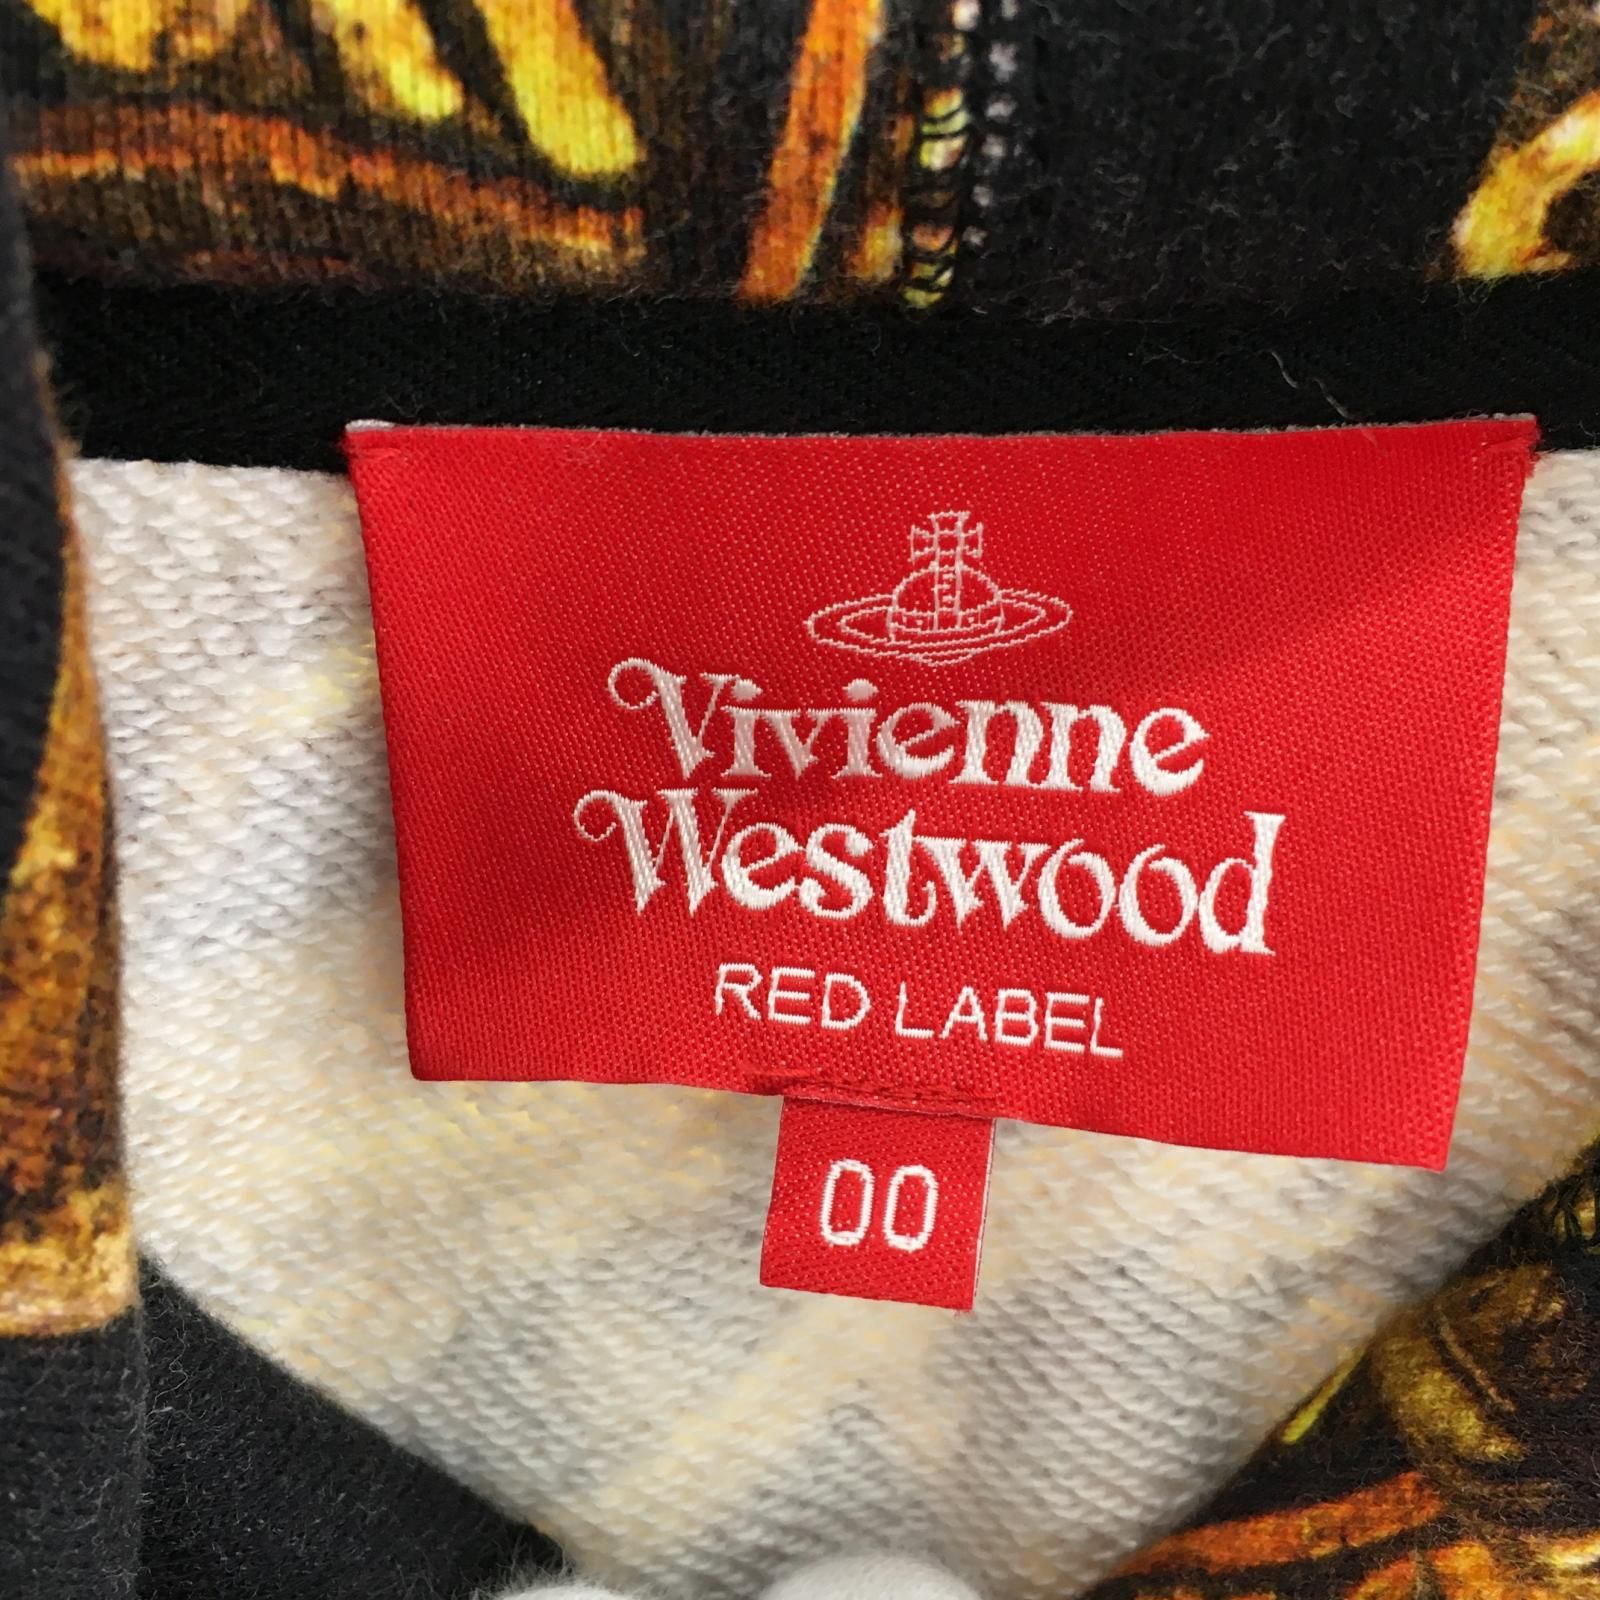 Vivienne
Westwood
RED LABEL
00